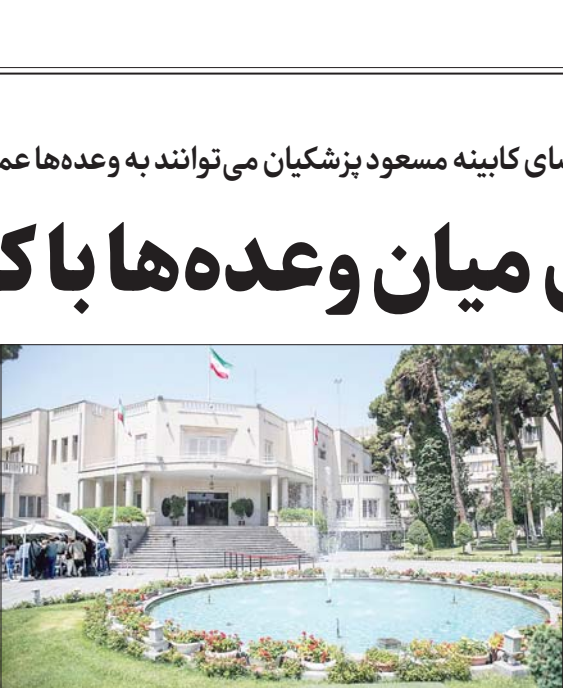 کابینه مسعود پزشکیان می‌توانند به وعده‌ها
میان وعده‌ها با